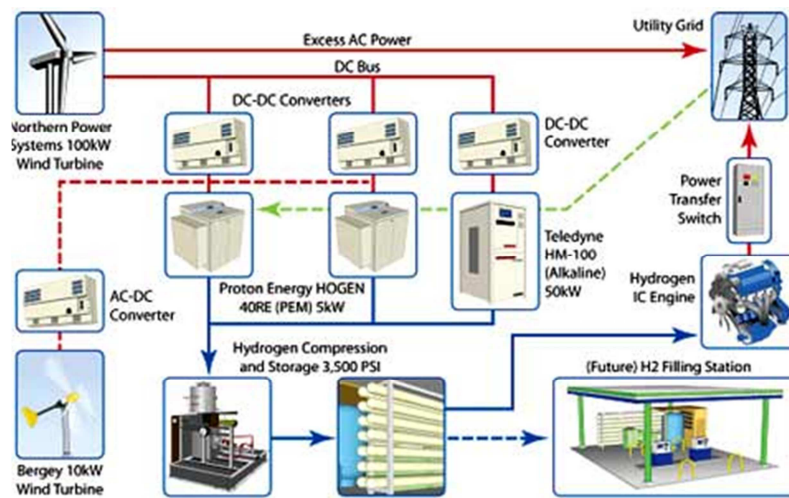 Excess AC Power
Utility Grid
DC Bus
DC-DC Converters
Northern Power
Systems 100kW
Wind Turbine
DC-DC
Converter
Power
Transfer
Switch
Teledyne
HM-100
(Alkaline)
50kW
Proton Energy HOGEN
40RE (PEM) 5kW
AC-DC
Converter
Hydrogen
IC Engine
Hydrogen Compression
and Storage 3,500 PSI
(Future) H2 Filling Station
Bergey 10kW
Wind Turbine